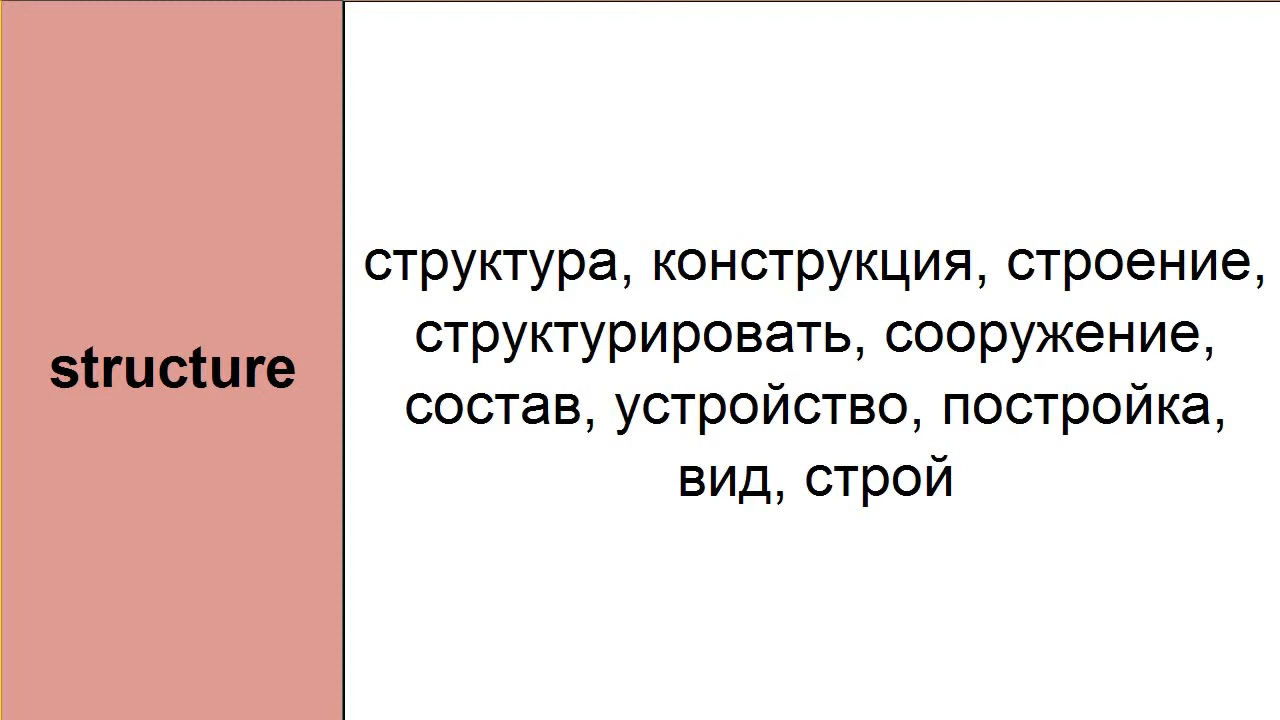 structure
структура, конструкция, строение,
структурировать, сооружение,
состав, устройство, постройка,
вид, строй